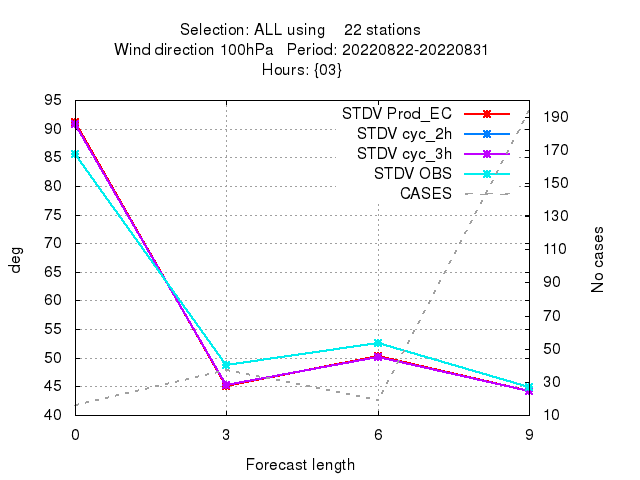 Selection: ALL using 22 stations
Wind direction 100hPa Period: 20220822-20220831
Hours: {03}
STDV Prod_EC
STDV cyc_2h
STDV cyc_3h
STDV OBS
CASES
95
90
85
80
75
70
65
60
55
50
45
40
deg
190
170
150
130
110
90
70
50
30
10
No cases
0 3 6 9
Forecast length